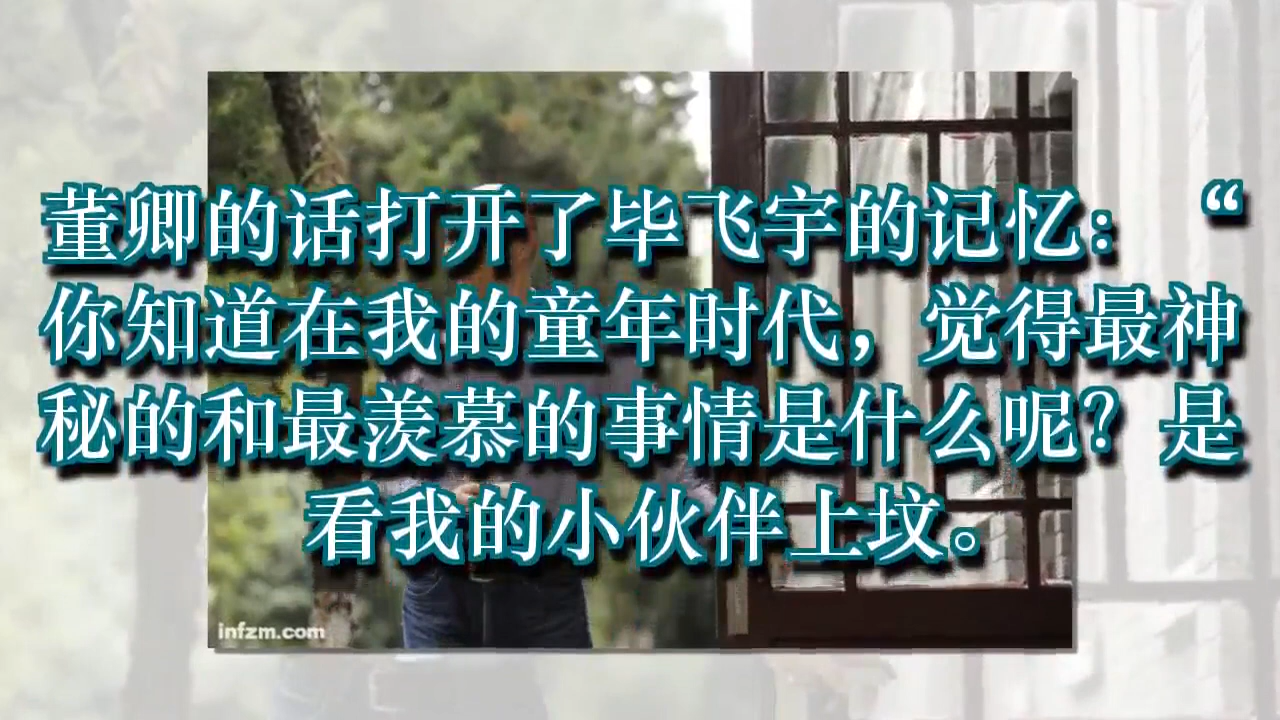 董卿的话打开了毕飞宇的记忆：“
你知道在我的童年时代，觉得最神
秘的和最羡慕的事情是什么呢？是
看我的小伙伴上坟。
infzm.com